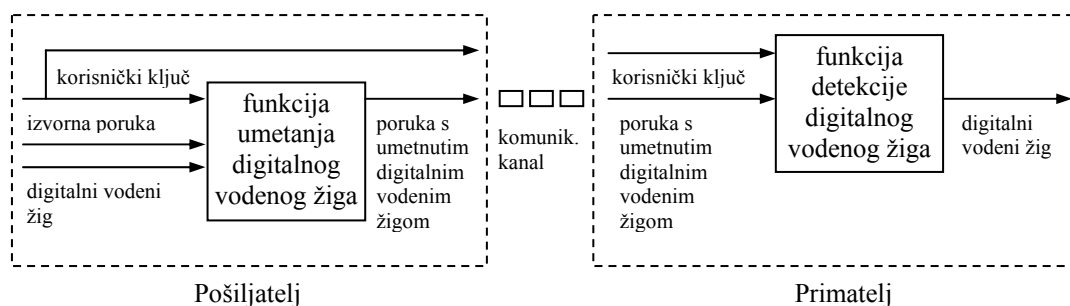 korisnički ključ
izvorna poruka
digitalni vodeni
žig
funkcija
umetanja
digitalnog
vodenog žiga
poruka s
umetnutim
digitalnim
vodenim
žigom
komunik.
kanal
korisnički ključ
poruka s
umetnutim
digitalnim
vodenim
žigom
funkcija
detekcije
digitalnog
vodenog žiga
digitalni
vodeni žig
Pošiljatelj
Primatelj